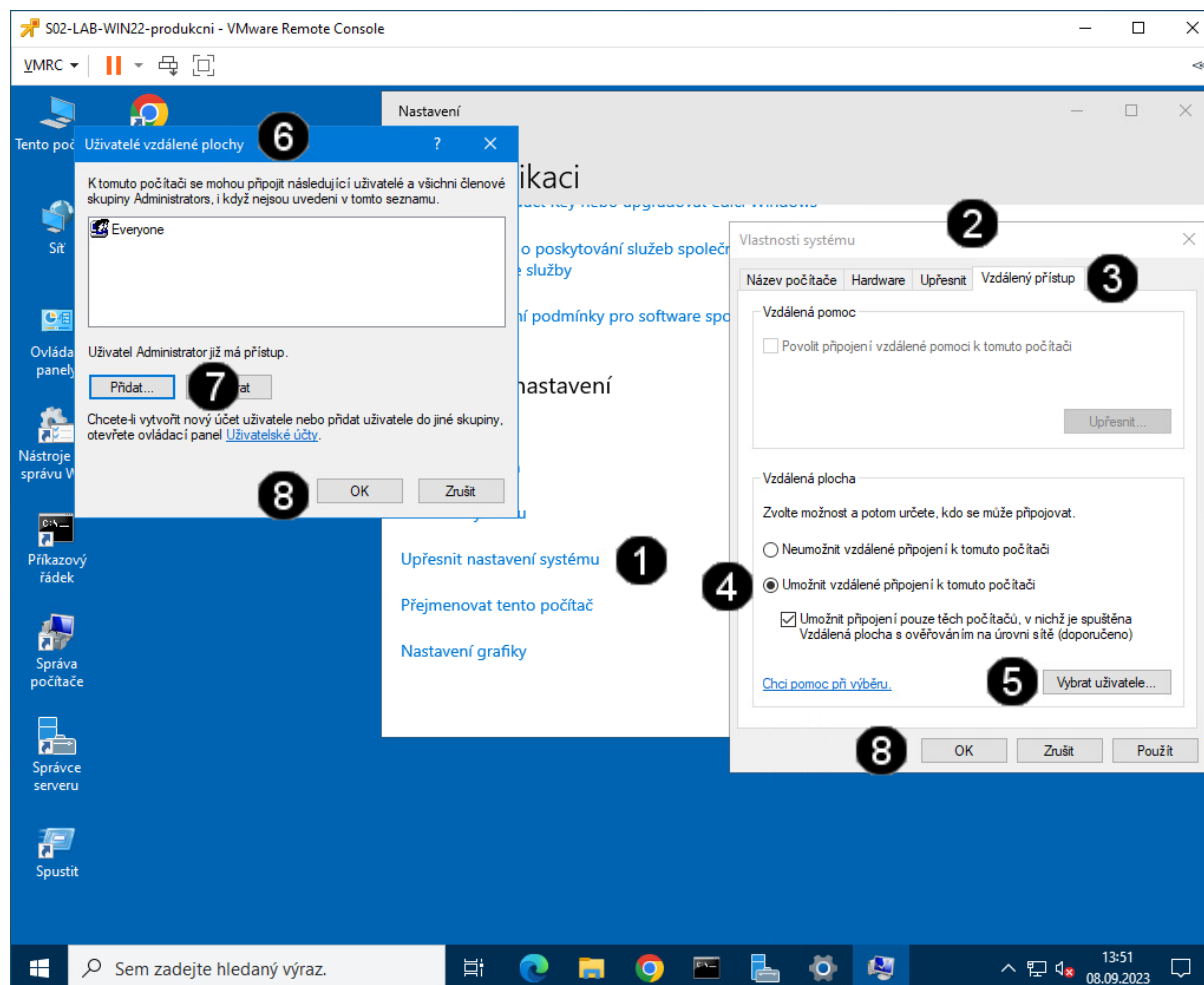 S02-LAB-WIN22-produkcni - VMware Remote Console
VMRC
Tento poč
Síť
Ovláda
panely
Nástroje
správu W
Příkazový
řádek
Správa
počítače
Správce
serveru
Spustit
Nastavení
ikaci
o poskytování služeb společn
služby
ní podmínky pro software spo
nastavení
Upřesnit nastavení systému
1
Přejmenovat tento počítač
Nastavení grafiky
Uživatelé vzdálené plochy
6
?
K tomuto počítači se mohou připojit následující uživatelé a všichni členové
skupiny Administrators, i když nejsou uvedeni v tomto seznamu.
Everyone
Uživatel Administrator již má přístup.
Přidat...
7
at
Chcete-li vytvořit nový účet uživatele nebo přidat uživatele do jiné skupiny,
otevřete ovládací panel Uživatelské účty.
8
OK
Zrušit
2
Vlastnosti systému
Název počítače
Hardware
Upřesnit
Vzdálený přístup
3
Vzdálená pomoc
Povolit připojení vzdálené pomoci k tomuto počítači
Upřesnit...
Vzdálená plocha
Zvolte možnost a potom určete, kdo se může připojovat.
Neumožnit vzdálené připojení k tomuto počítači
4
Umožnit vzdálené připojení k tomuto počítači
Umožnit připojení pouze těch počítačů, v nichž je spuštěna
Vzdálená plocha s ověřováním na úrovni sítě (doporučeno)
Chci pomoc při výběru.
5
Vybrat uživatele...
8
OK
Zrušit
Použít
Sem zadejte hledaný výraz.
13:51
08.09.2023